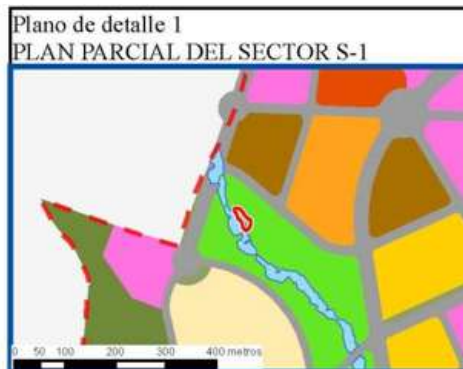 Plano de detalle 1
PLAN PARCIAL DEL SECTOR S-1
0 50 100 200 300 400 metros